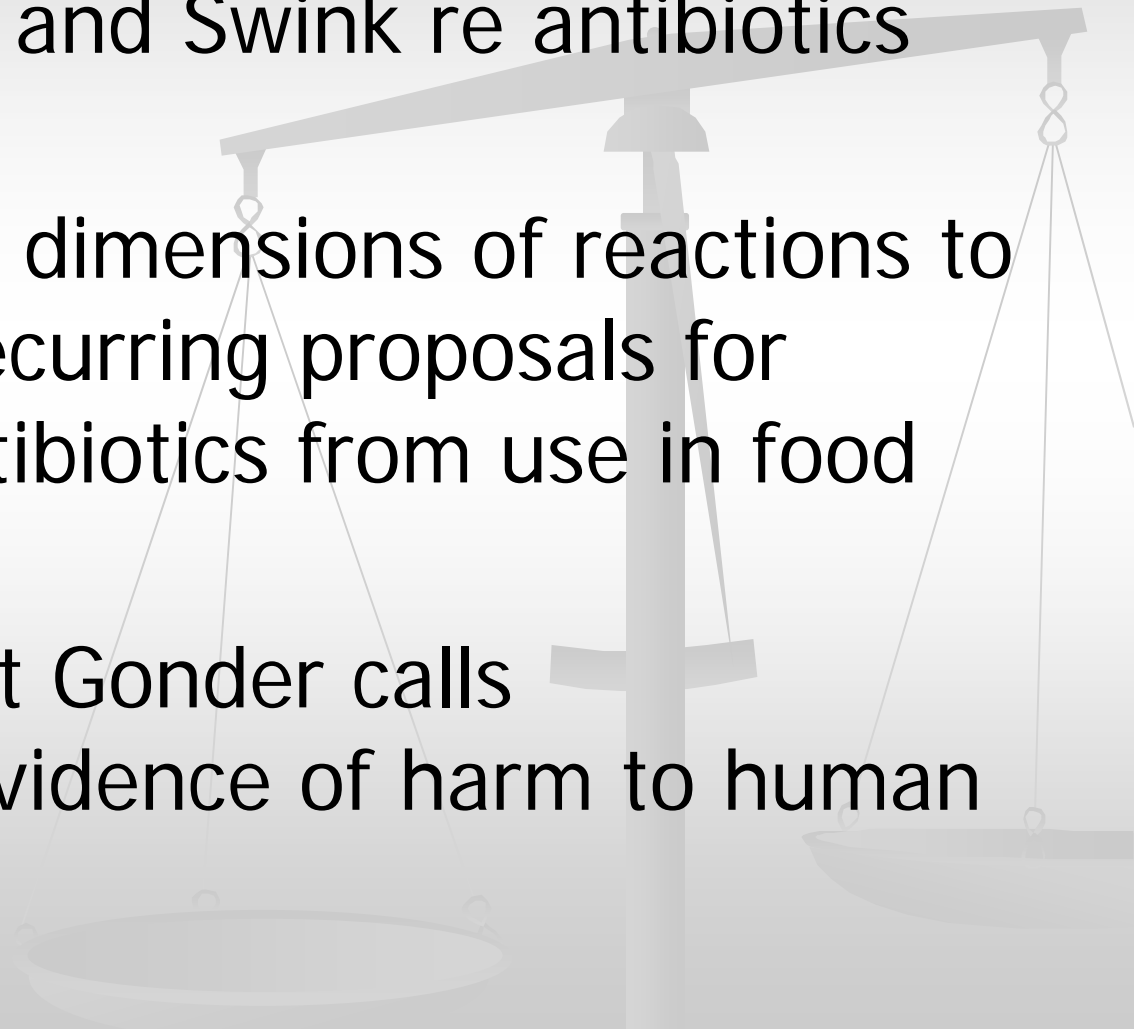 and Swink re antibiotics
dimensions of reactions to
ecurring proposals for
tibiotics from use in food
t Gonder calls
vidence of harm to human